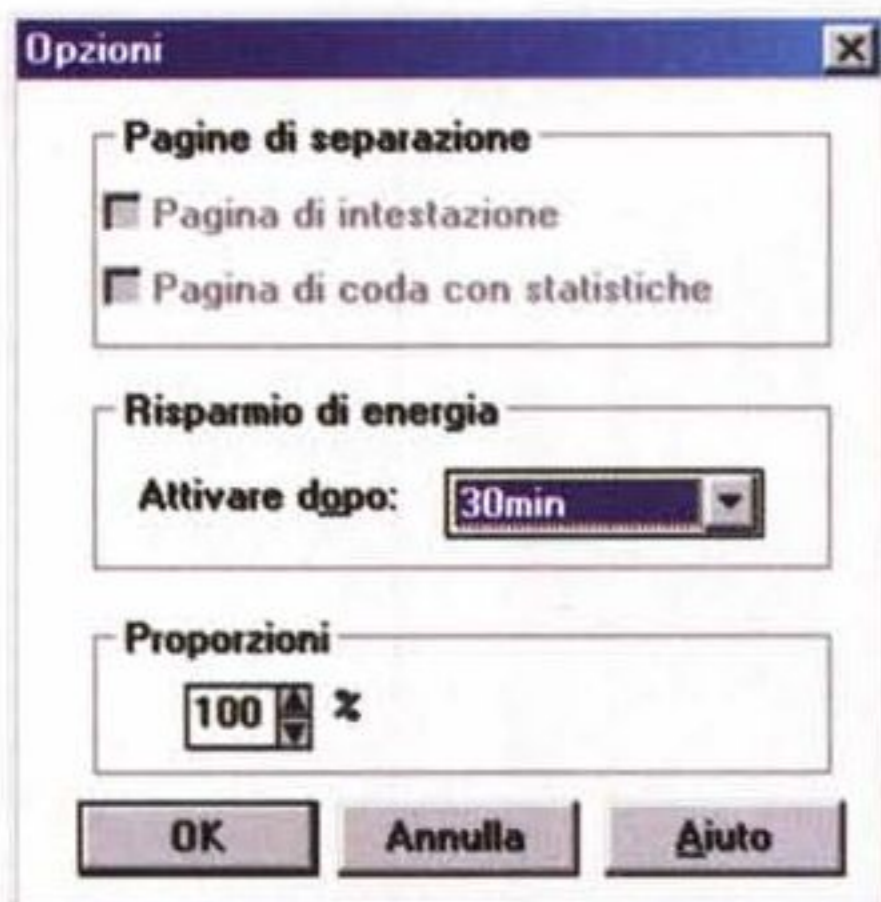 Opzioni
Pagine di separazione
Pagina di intestazione
Pagina di coda con statistiche
Risparmio di energia
Attivare dopo: 30min
Proporzioni
100 %
OK Annulla Aiuto